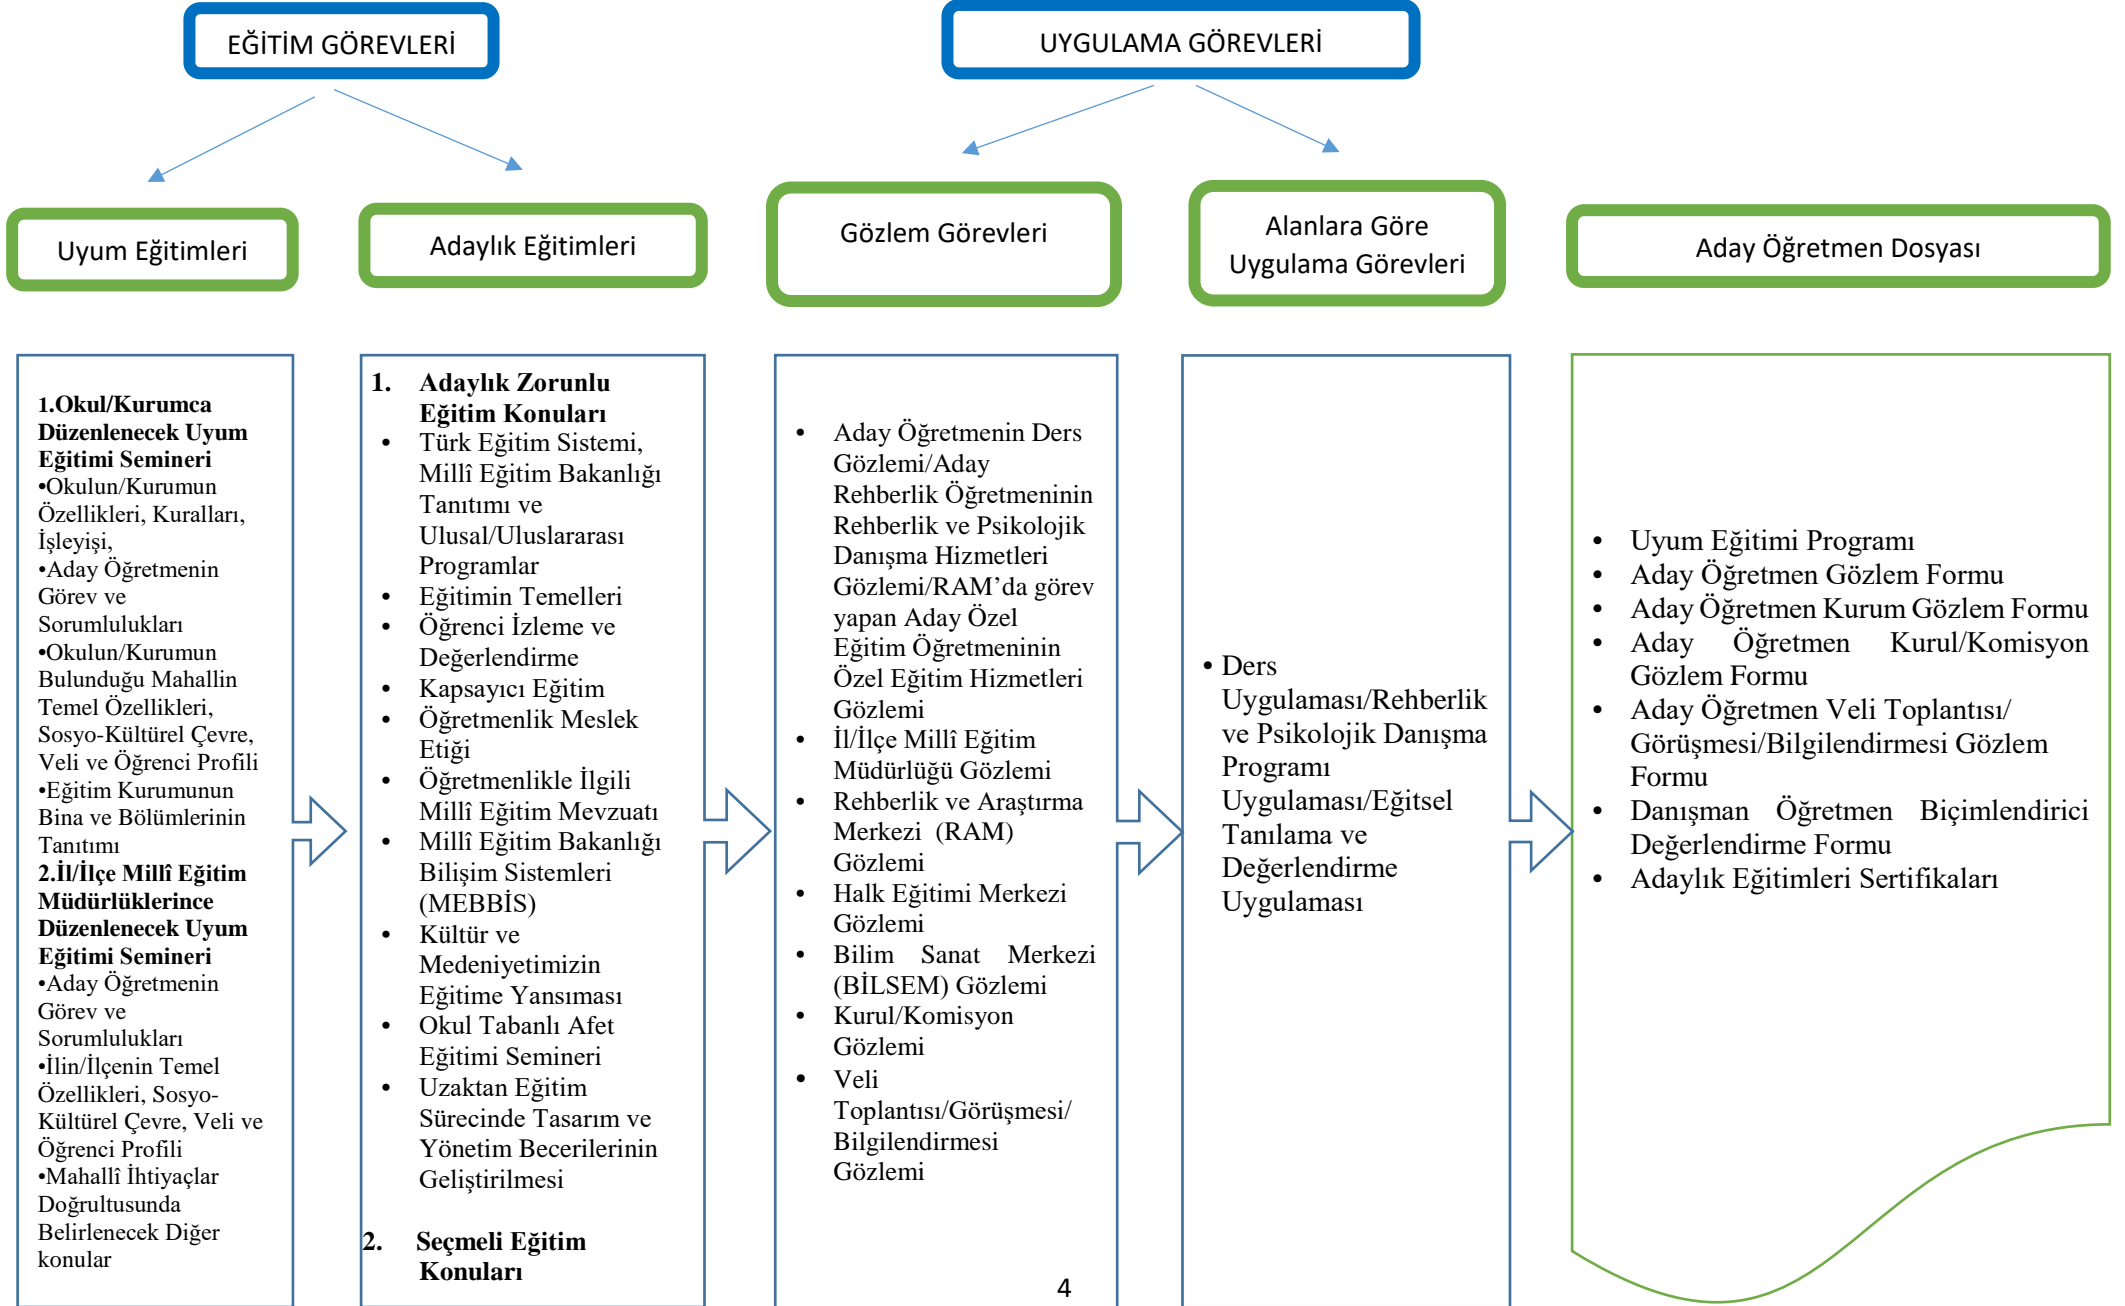 EĞİTİM GÖREVLERİ
UYGULAMA GÖREVLERİ
Uyum Eğitimleri
Adaylık Eğitimleri
Gözlem Görevleri
Alanlara Göre
Uygulama Görevleri
Aday Öğretmen Dosyası
1.Okul/Kurumca
Düzenlenecek Uyum
Eğitimi Semineri
•Okulun/Kurumun
Özellikleri, Kuralları,
İşleyişi,
•Aday Öğretmenin
Görev ve
Sorumlulukları
•Okulun/Kurumun
Bulunduğu Mahallin
Temel Özellikleri,
Sosyo-Kültürel Çevre,
Veli ve Öğrenci Profili
•Eğitim Kurumunun
Bina ve Bölümlerinin
Tanıtımı
2.İl/İlçe Millî Eğitim
Müdürlüklerince
Düzenlenecek Uyum
Eğitimi Semineri
•Aday Öğretmenin
Görev ve
Sorumlulukları
•İlin/İlçenin Temel
Özellikleri, Sosyo-
Kültürel Çevre, Veli ve
Öğrenci Profili
•Mahallî İhtiyaçlar
Doğrultusunda
Belirlenecek Diğer
konular
1. Adaylık Zorunlu
Eğitim Konuları
• Türk Eğitim Sistemi,
Millî Eğitim Bakanlığı
Tanıtımı ve
Ulusal/Uluslararası
Programlar
• Eğitimin Temelleri
• Öğrenci İzleme ve
Değerlendirme
• Kapsayıcı Eğitim
• Öğretmenlik Meslek
Etiği
• Öğretmenlikle İlgili
Millî Eğitim Mevzuatı
• Millî Eğitim Bakanlığı
Bilişim Sistemleri
(MEBBİS)
• Kültür ve
Medeniyetimizin
Eğitime Yansıması
• Okul Tabanlı Afet
Eğitimi Semineri
• Uzaktan Eğitim
Sürecinde Tasarım ve
Yönetim Becerilerinin
Geliştirilmesi
2. Seçmeli Eğitim
Konuları
• Aday Öğretmenin Ders
Gözlemi/Aday
Rehberlik Öğretmeninin
Rehberlik ve Psikolojik
Danışma Hizmetleri
Gözlemi/RAM’da görev
yapan Aday Özel
Eğitim Öğretmeninin
Özel Eğitim Hizmetleri
Gözlemi
• İl/İlçe Millî Eğitim
Müdürlüğü Gözlemi
• Rehberlik ve Araştırma
Merkezi (RAM)
Gözlemi
• Halk Eğitimi Merkezi
Gözlemi
• Bilim Sanat Merkezi
(BİLSEM) Gözlemi
• Kurul/Komisyon
Gözlemi
• Veli
Toplantısı/Görüşmesi/
Bilgilendirmesi
Gözlemi
• Ders
Uygulaması/Rehberlik
ve Psikolojik Danışma
Programı
Uygulaması/Eğitsel
Tanılama ve
Değerlendirme
Uygulaması
• Uyum Eğitimi Programı
• Aday Öğretmen Gözlem Formu
• Aday Öğretmen Kurum Gözlem Formu
• Aday Öğretmen Kurul/Komisyon
Gözlem Formu
• Aday Öğretmen Veli Toplantısı/
Görüşmesi/Bilgilendirmesi Gözlem
Formu
• Danışman Öğretmen Biçimlendirici
Değerlendirme Formu
• Adaylık Eğitimleri Sertifikaları
4